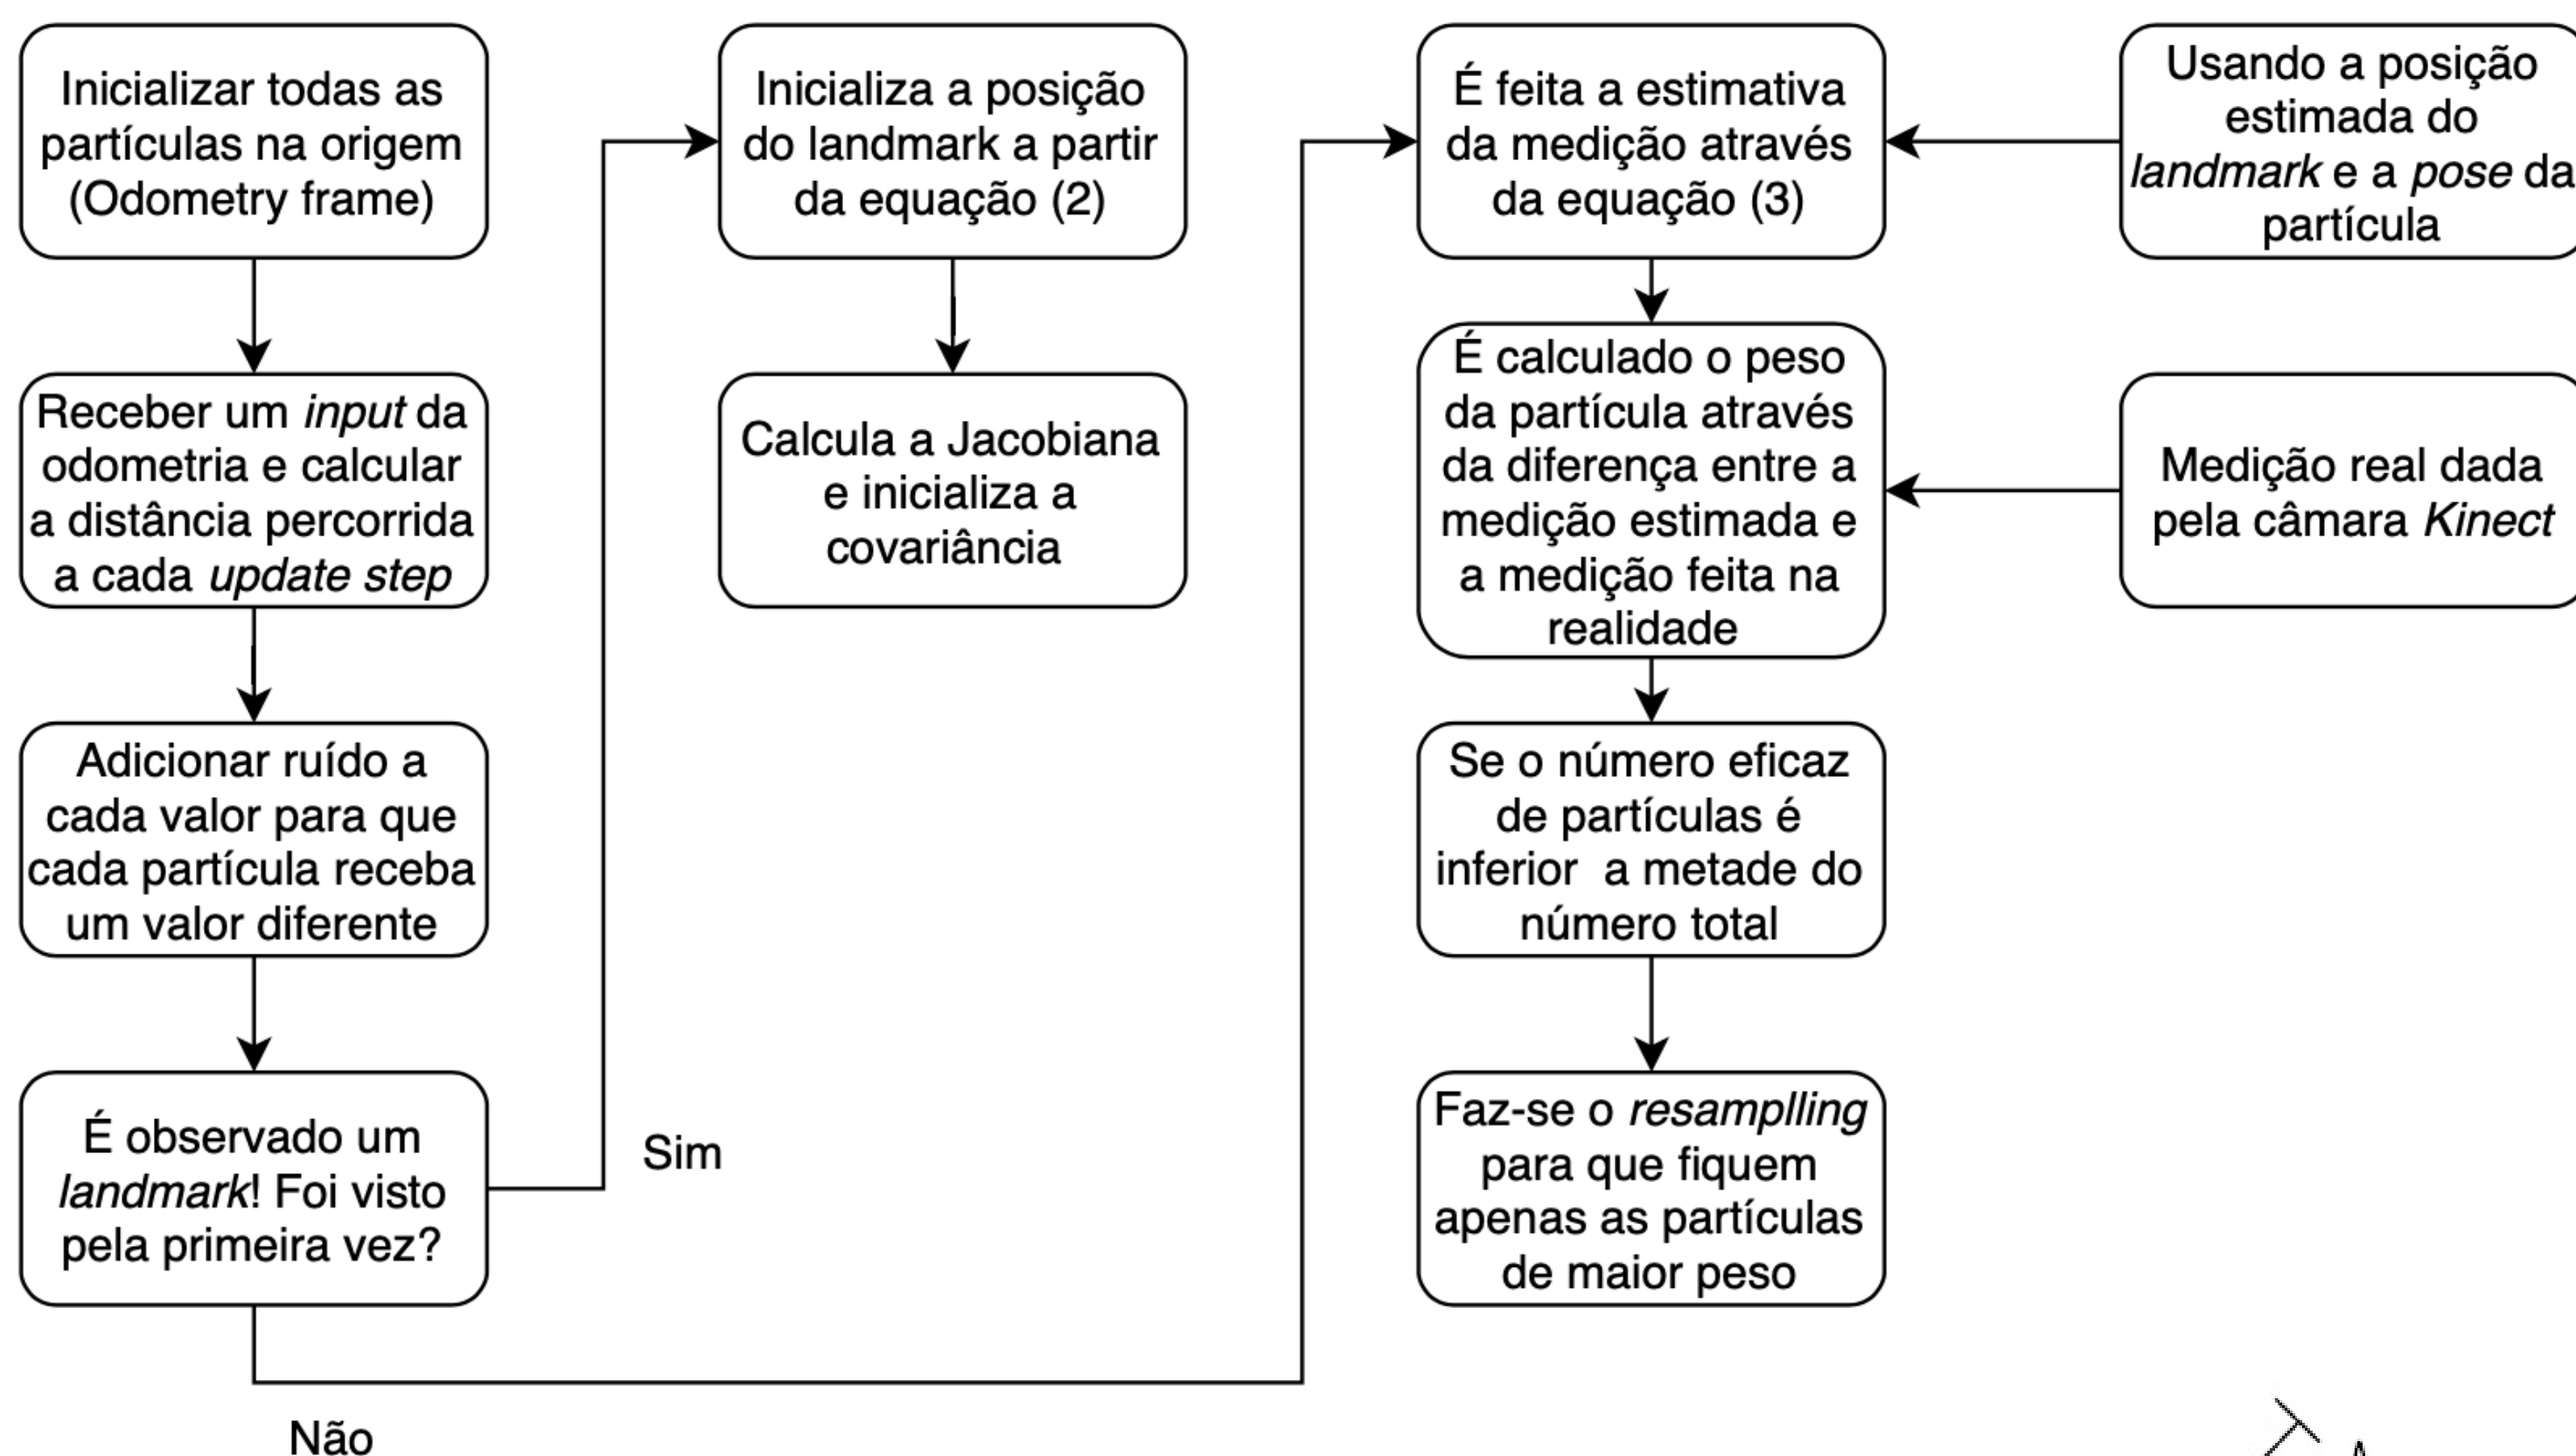 Inicializar todas as
partículas na origem
(Odometry frame)
Receber um input da
odometria e calcular
a distância percorrida
a cada update step
Adicionar ruído a
cada valor para que
cada partícula receba
um valor diferente
É observado um
landmark! Foi visto
pela primeira vez?
Sim
Não
Inicializa a posição
do landmark a partir
da equação (2)
Calcula a Jacobiana
e inicializa a
covariância
É feita a estimativa
da medição através
da equação (3)
É calculado o peso
da partícula através
da diferença entre a
medição estimada e
a medição feita na
realidade
Se o número eficaz
de partículas é
inferior  a metade do
número total
Faz-se o resamplling
para que fiquem
apenas as partículas
de maior peso
Usando a posição
estimada do
landmark e a pose da
partícula
Medição real dada
pela câmara Kinect